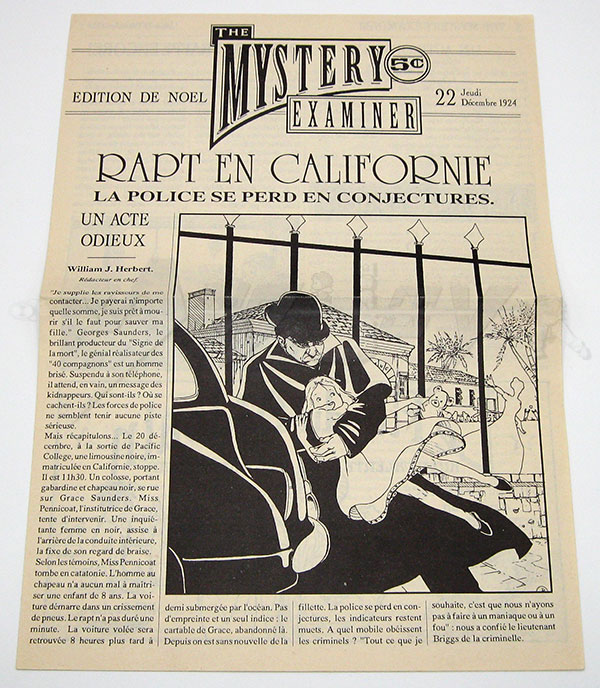 THE
MYSTERY
EXAMINER
5¢
EDITION DE NOEL
22 Jeudi
Décembre 1924
RAPT EN CALIFORNIE
LA POLICE SE PERD EN CONJECTURES.
UN ACTE
ODIEUX
William J. Herbert.
Rédacteur en chef.
"Je supplie les ravisseurs de me
contacter... Je payerai n'importe
quelle somme, je suis prêt à mou-
rir s'il le faut pour sauver ma
fille." Georges Saunders, le
brillant producteur du "Signe de
la mort", le génial réalisateur des
"40 compagnons" est un homme
brisé. Suspendu à son téléphone,
il attend, en vain, un message des
kidnappeurs. Qui sont-ils ? Où se
cachent-ils ? Les forces de police
ne semblent tenir aucune piste
sérieuse.
Mais récapitulons... Le 20 dé-
cembre, à la sortie de Pacific
College, une limousine noire, im-
matriculée en Californie, stoppe.
Il est 11h30. Un colosse, portant
gabardine et chapeau noir, se rue
sur Grace Saunders. Miss
Pennicoat, l'institutrice de Grace,
tente d'intervenir. Une inquié-
tante femme en noir, assise à
l'arrière de la conduite intérieure,
la fixe de son regard de braise.
Selon les témoins, Miss Pennicoat
tombe en catatonie. L'homme au
chapeau n'a aucun mal à maîtri-
ser une enfant de 8 ans. La voi-
ture démarre dans un crissement
de pneus. Le rapt n'a pas duré une
minute. La voiture volée sera
retrouvée 8 heures plus tard à
demi submergée par l'océan. Pas
d'empreinte et un seul indice : le
cartable de Grace, abandonné là.
Depuis on est sans nouvelle de la
fillette. La police se perd en con-
jectures, les indicateurs restent
muets. A quel mobile obéissent
les criminels ? "Tout ce que je
souhaite, c'est que nous n'ayons
pas à faire à un maniaque ou à un
fou" : nous a confié le lieutenant
Briggs de la criminelle.